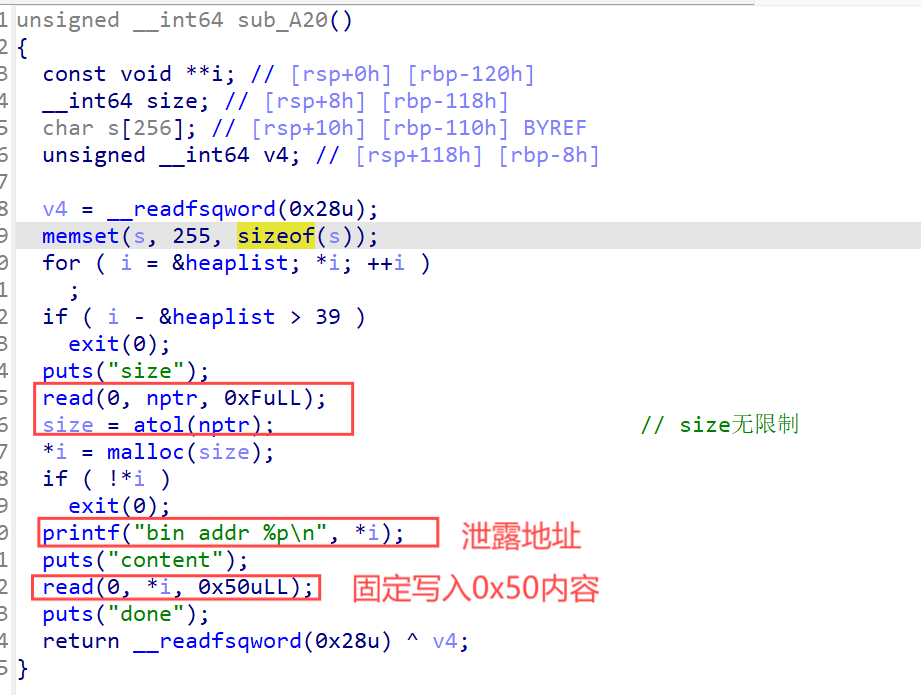 1 unsigned __int64 sub_A20()
2 {
3   const void **i; // [rsp+0h] [rbp-120h]
4   __int64 size; // [rsp+8h] [rbp-118h]
5   char s[256]; // [rsp+10h] [rbp-110h] BYREF
6   unsigned __int64 v4; // [rsp+118h] [rbp-8h]
7
8   v4 = __readfsqword(0x28u);
9   memset(s, 255, sizeof(s));
0   for ( i = &heaplist; *i; ++i )
1     ;
2   if ( i - &heaplist > 39 )
3     exit(0);
4   puts("size");
5   read(0, nptr, 0xFuLL);
6   size = atol(nptr); // size无限制
7   *i = malloc(size);
8   if ( !*i )
9     exit(0);
0   printf("bin addr %p\n", *i); 泄露地址
1   puts("content");
2   read(0, *i, 0x50uLL); 固定写入0x50内容
3   puts("done");
4   return __readfsqword(0x28u) ^ v4;
5 }